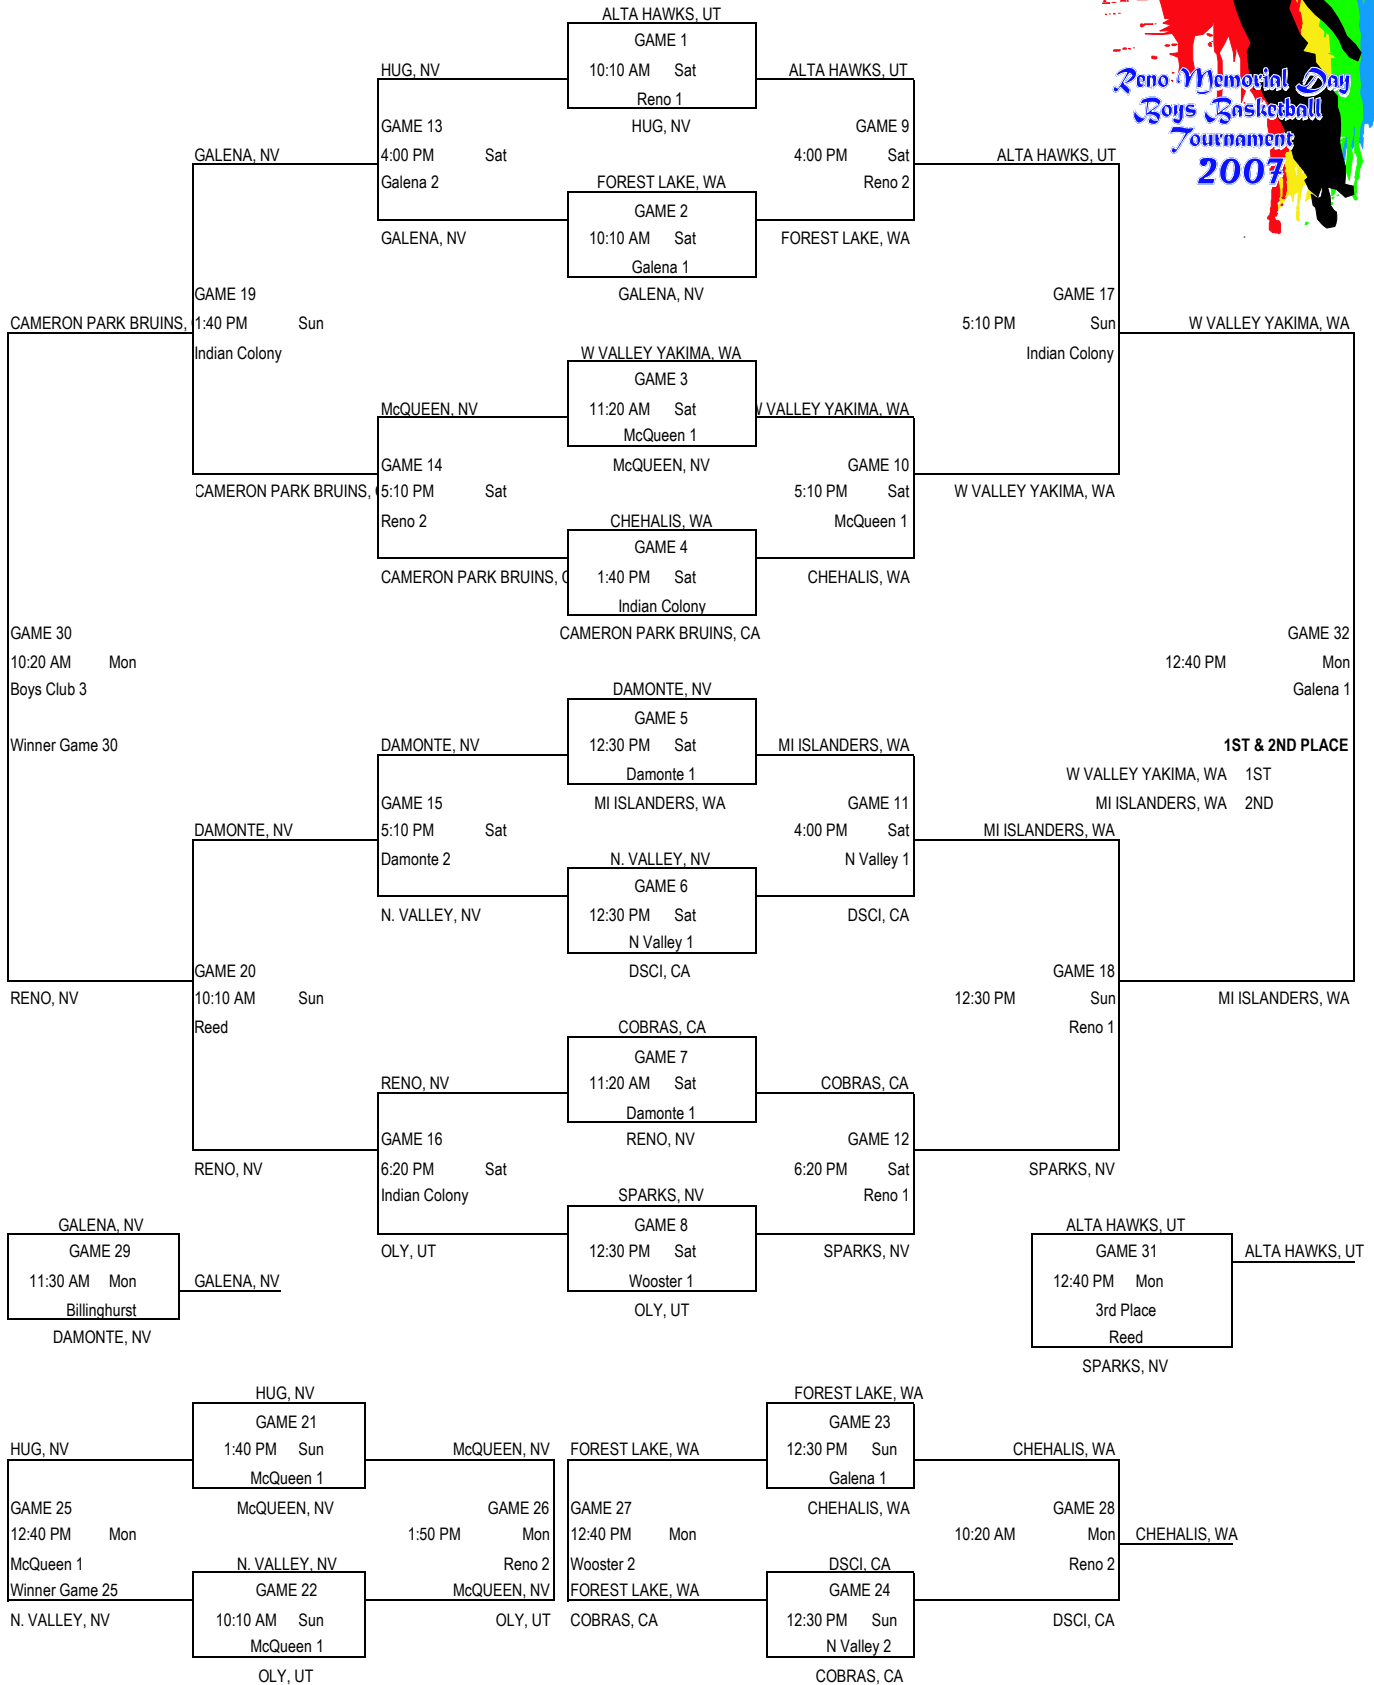 ALTA HAWKS, UT
GAME 1
HUG, NV
10:10 AM Sat
ALTA HAWKS, UT
Reno 1
Reno Memorial Day
Boys Basketball
Tournament
2007
GAME 13
HUG, NV
GAME 9
GALENA, NV
4:00 PM Sat
4:00 PM Sat
ALTA HAWKS, UT
Galena 2
FOREST LAKE, WA
Reno 2
GAME 2
GALENA, NV
10:10 AM Sat
FOREST LAKE, WA
Galena 1
GAME 19
GALENA, NV
GAME 17
CAMERON PARK BRUINS,
1:40 PM Sun
5:10 PM Sun
W VALLEY YAKIMA, WA
Indian Colony
W VALLEY YAKIMA, WA
Indian Colony
GAME 3
McQUEEN, NV
11:20 AM Sat
W VALLEY YAKIMA, WA
McQueen 1
GAME 14
McQUEEN, NV
GAME 10
CAMERON PARK BRUINS,
5:10 PM Sat
5:10 PM Sat
W VALLEY YAKIMA, WA
Reno 2
CHEHALIS, WA
McQueen 1
GAME 4
CAMERON PARK BRUINS, C
1:40 PM Sat
CHEHALIS, WA
Indian Colony
GAME 30
CAMERON PARK BRUINS, CA
GAME 32
10:20 AM Mon
12:40 PM Mon
Boys Club 3
DAMONTE, NV
Galena 1
GAME 5
Winner Game 30
DAMONTE, NV
12:30 PM Sat
MI ISLANDERS, WA
1ST & 2ND PLACE
Damonte 1
W VALLEY YAKIMA, WA 1ST
GAME 15
MI ISLANDERS, WA
GAME 11
MI ISLANDERS, WA 2ND
DAMONTE, NV
5:10 PM Sat
4:00 PM Sat
MI ISLANDERS, WA
Damonte 2
N. VALLEY, NV
N Valley 1
GAME 6
N. VALLEY, NV
12:30 PM Sat
DSCI, CA
N Valley 1
GAME 20
DSCI, CA
GAME 18
RENO, NV
10:10 AM Sun
12:30 PM Sun
MI ISLANDERS, WA
Reed
COBRAS, CA
Reno 1
GAME 7
RENO, NV
11:20 AM Sat
COBRAS, CA
Damonte 1
GAME 16
RENO, NV
GAME 12
RENO, NV
6:20 PM Sat
6:20 PM Sat
SPARKS, NV
Indian Colony
SPARKS, NV
Reno 1
GALENA, NV
GAME 8
ALTA HAWKS, UT
GAME 29
OLY, UT
12:30 PM Sat
SPARKS, NV
GAME 31
ALTA HAWKS, UT
11:30 AM Mon
GALENA, NV
Wooster 1
12:40 PM Mon
Billinghurst
OLY, UT
3rd Place
DAMONTE, NV
Reed
SPARKS, NV
HUG, NV
FOREST LAKE, WA
GAME 21
GAME 23
HUG, NV
1:40 PM Sun
McQUEEN, NV
FOREST LAKE, WA
12:30 PM Sun
CHEHALIS, WA
McQueen 1
Galena 1
GAME 25
McQUEEN, NV
GAME 26
GAME 27
CHEHALIS, WA
GAME 28
12:40 PM Mon
1:50 PM Mon
12:40 PM Mon
10:20 AM Mon
CHEHALIS, WA
McQueen 1
N. VALLEY, NV
Reno 2
Wooster 2
DSCI, CA
Reno 2
Winner Game 25
GAME 22
McQUEEN, NV
FOREST LAKE, WA
GAME 24
N. VALLEY, NV
10:10 AM Sun
OLY, UT
COBRAS, CA
12:30 PM Sun
DSCI, CA
McQueen 1
N Valley 2
OLY, UT
COBRAS, CA